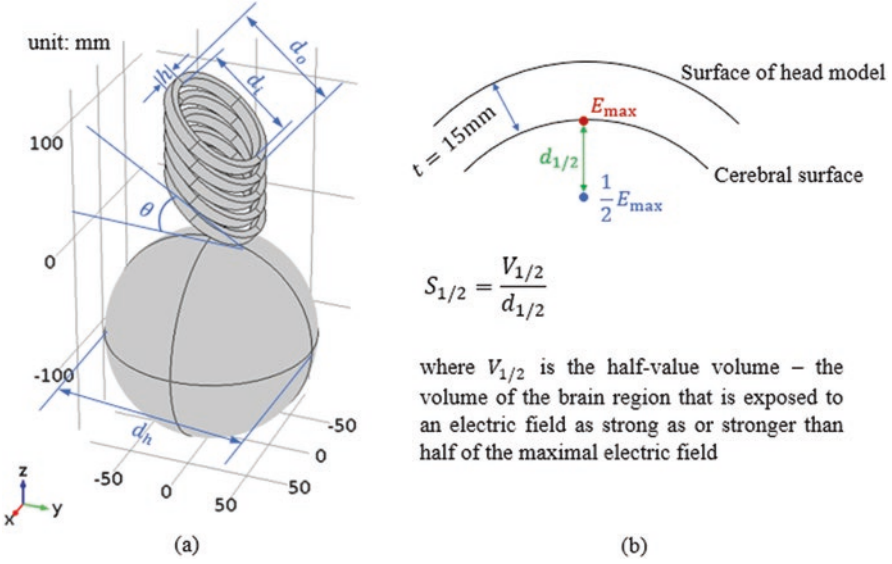 unit: mm
h
d_i
d_o
100
θ
0
-100
d_h
-50
0
50
-50
0
50
z
y
x
(a)
Surface of head model
E_max
t = 15mm
d_1/2
Cerebral surface
1/2 E_max
S_1/2 = V_1/2 / d_1/2
where V_1/2 is the half-value volume – the
volume of the brain region that is exposed to
an electric field as strong as or stronger than
half of the maximal electric field
(b)